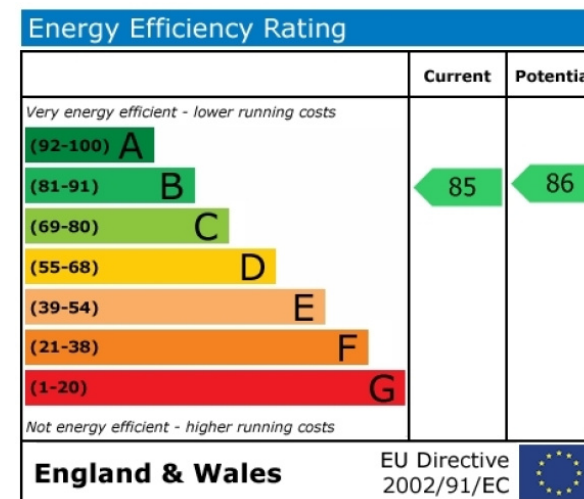 Energy Efficiency Rating
Current Potentia
Very energy efficient - lower running costs
(92-100) A
(81-91) B 85 86
(69-80) C
(55-68) D
(39-54) E
(21-38) F
(1-20) G
Not energy efficient - higher running costs
England & Wales
EU Directive
2002/91/EC